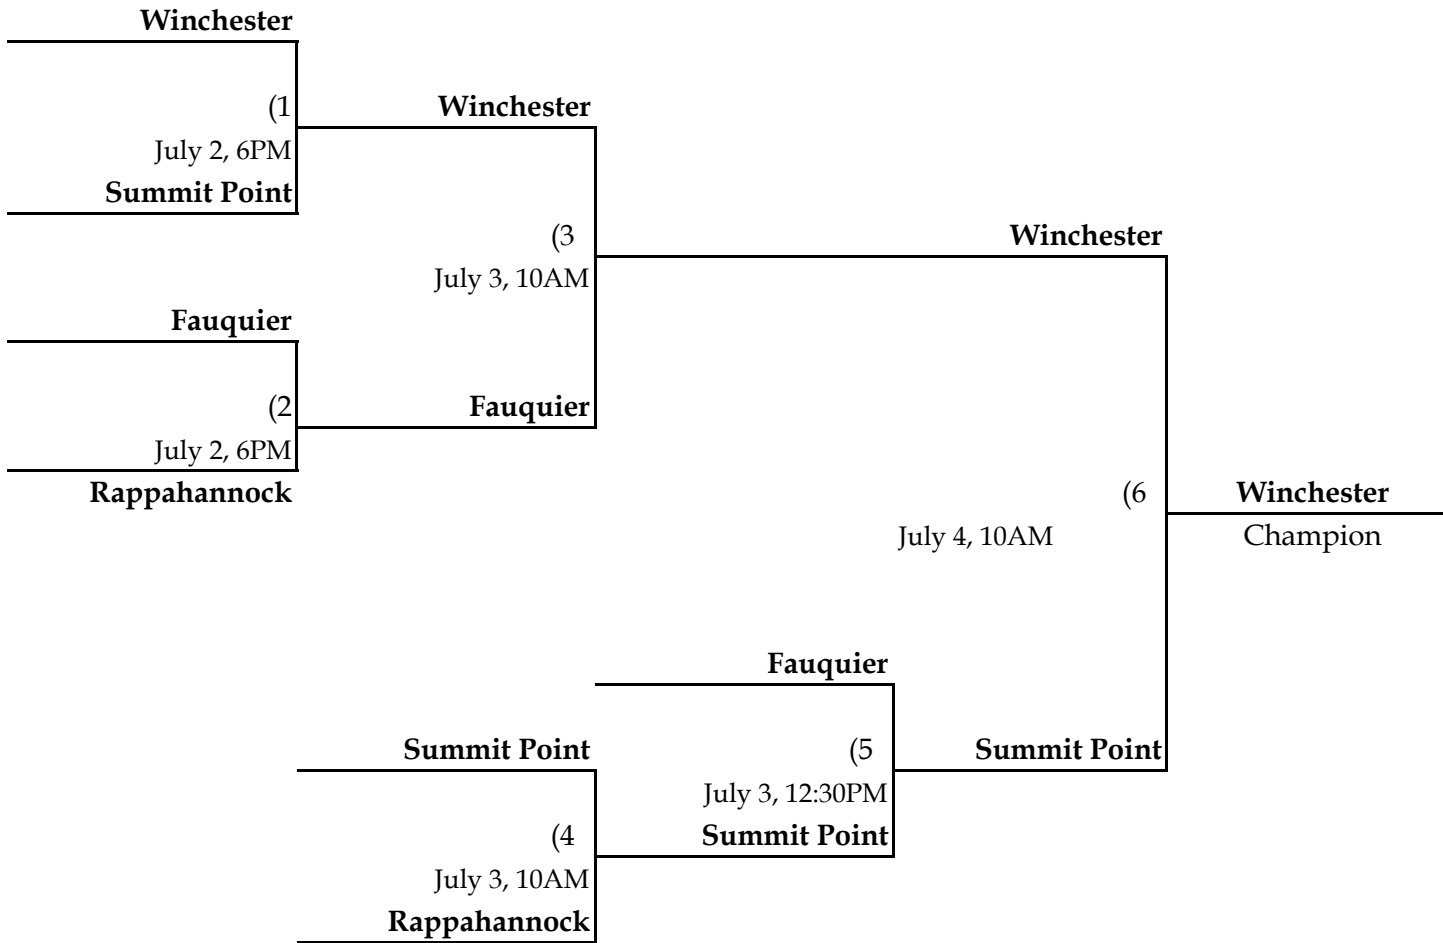 Winchester
(1
Winchester
July 2, 6PM
Summit Point
(3
Winchester
July 3, 10AM
Fauquier
(2
Fauquier
July 2, 6PM
Rappahannock
(6
Winchester
July 4, 10AM
Champion
Fauquier
Summit Point
(5
Summit Point
July 3, 12:30PM
(4
Summit Point
July 3, 10AM
Rappahannock